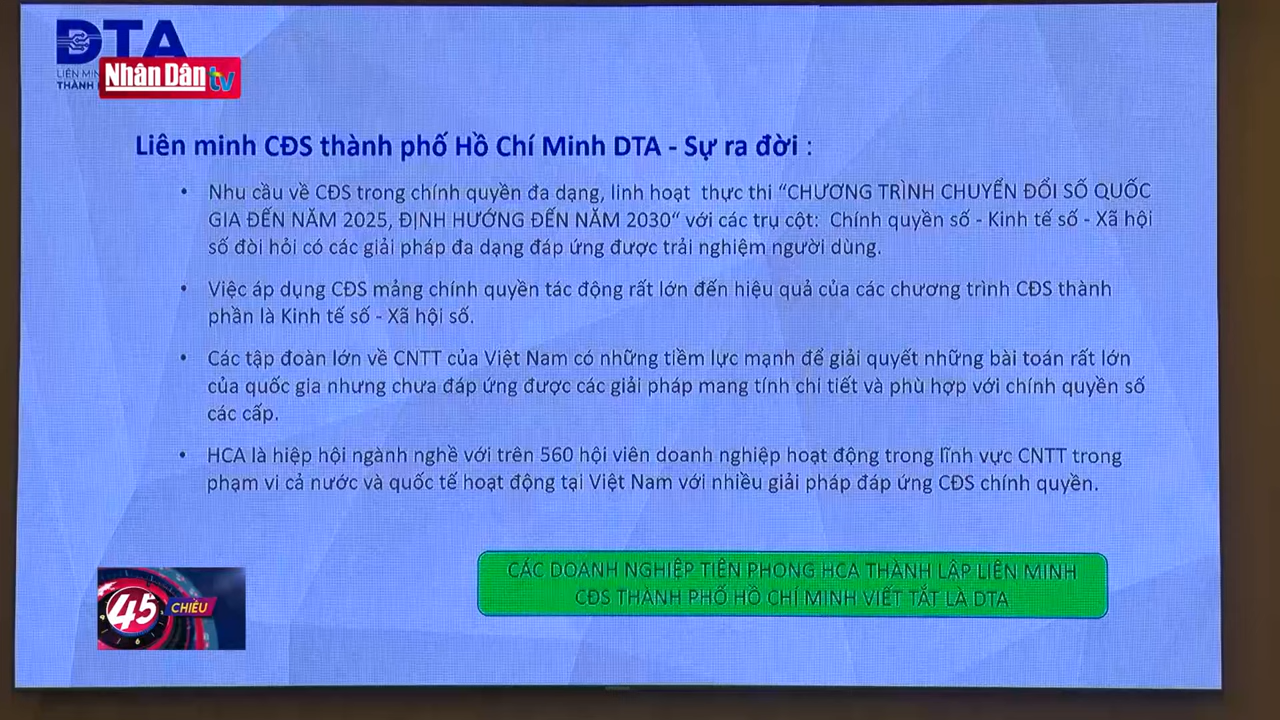 DTA
LIÊN MIN
THÀNH
Nhân Dân tv
Liên minh CĐS thành phố Hồ Chí Minh DTA - Sự ra đời :
• Nhu cầu về CĐS trong chính quyền đa dạng, linh hoạt thực thi “CHƯƠNG TRÌNH CHUYỂN ĐỔI SỐ QUỐC
GIA ĐẾN NĂM 2025, ĐỊNH HƯỚNG ĐẾN NĂM 2030“ với các trụ cột: Chính quyền số - Kinh tế số - Xã hội
số đòi hỏi có các giải pháp đa dạng đáp ứng được trải nghiệm người dùng.
• Việc áp dụng CĐS mảng chính quyền tác động rất lớn đến hiệu quả của các chương trình CĐS thành
phần là Kinh tế số - Xã hội số.
• Các tập đoàn lớn về CNTT của Việt Nam có những tiềm lực mạnh để giải quyết những bài toán rất lớn
của quốc gia nhưng chưa đáp ứng được các giải pháp mang tính chi tiết và phù hợp với chính quyền số
các cấp.
• HCA là hiệp hội ngành nghề với trên 560 hội viên doanh nghiệp hoạt động trong lĩnh vực CNTT trong
phạm vi cả nước và quốc tế hoạt động tại Việt Nam với nhiều giải pháp đáp ứng CĐS chính quyền.
CÁC DOANH NGHIỆP TIÊN PHONG HCA THÀNH LẬP LIÊN MINH
CĐS THÀNH PHỐ HỒ CHÍ MINH VIẾT TẮT LÀ DTA
45 CHIỀU